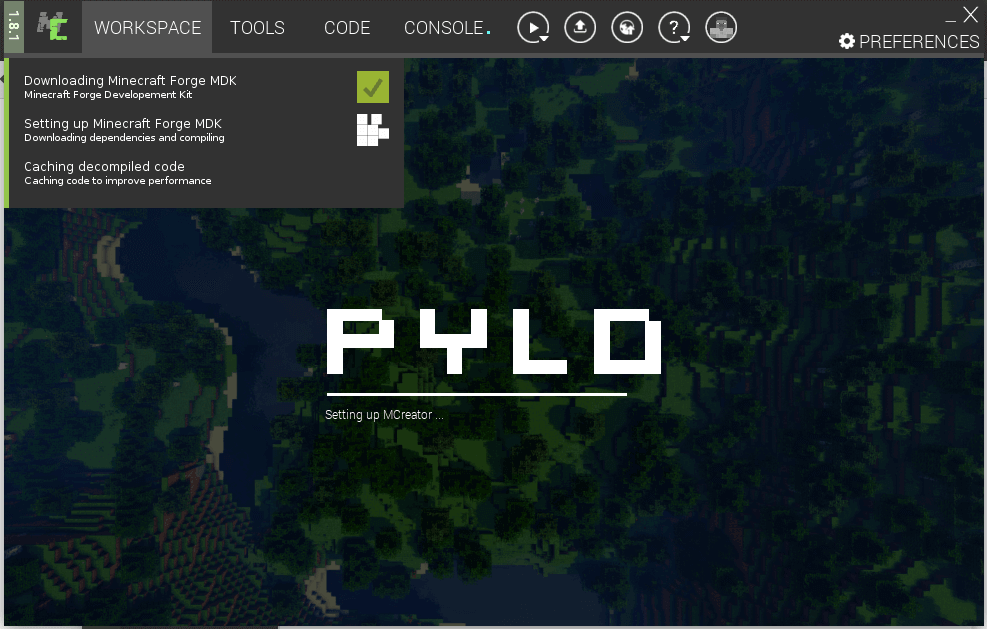 1.8.1
WORKSPACE
TOOLS
CODE
CONSOLE
?
PREFERENCES
Downloading Minecraft Forge MDK
Minecraft Forge Developement Kit
Setting up Minecraft Forge MDK
Downloading dependencies and compiling
Caching decompiled code
Caching code to improve performance
PYLO
Setting up MCreator ...